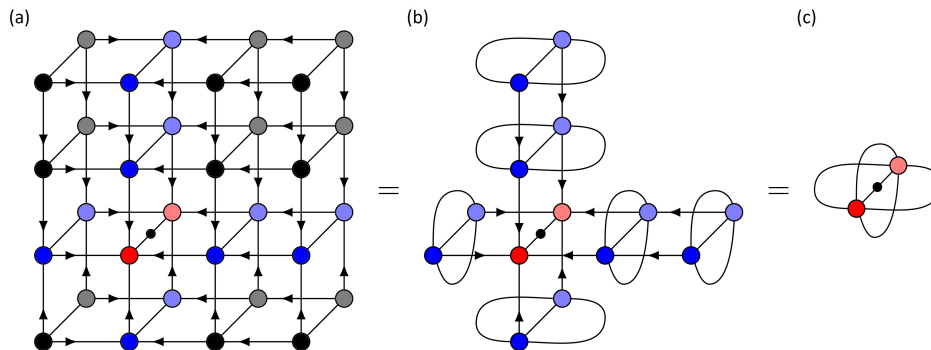 (a) (b) (c)
= =